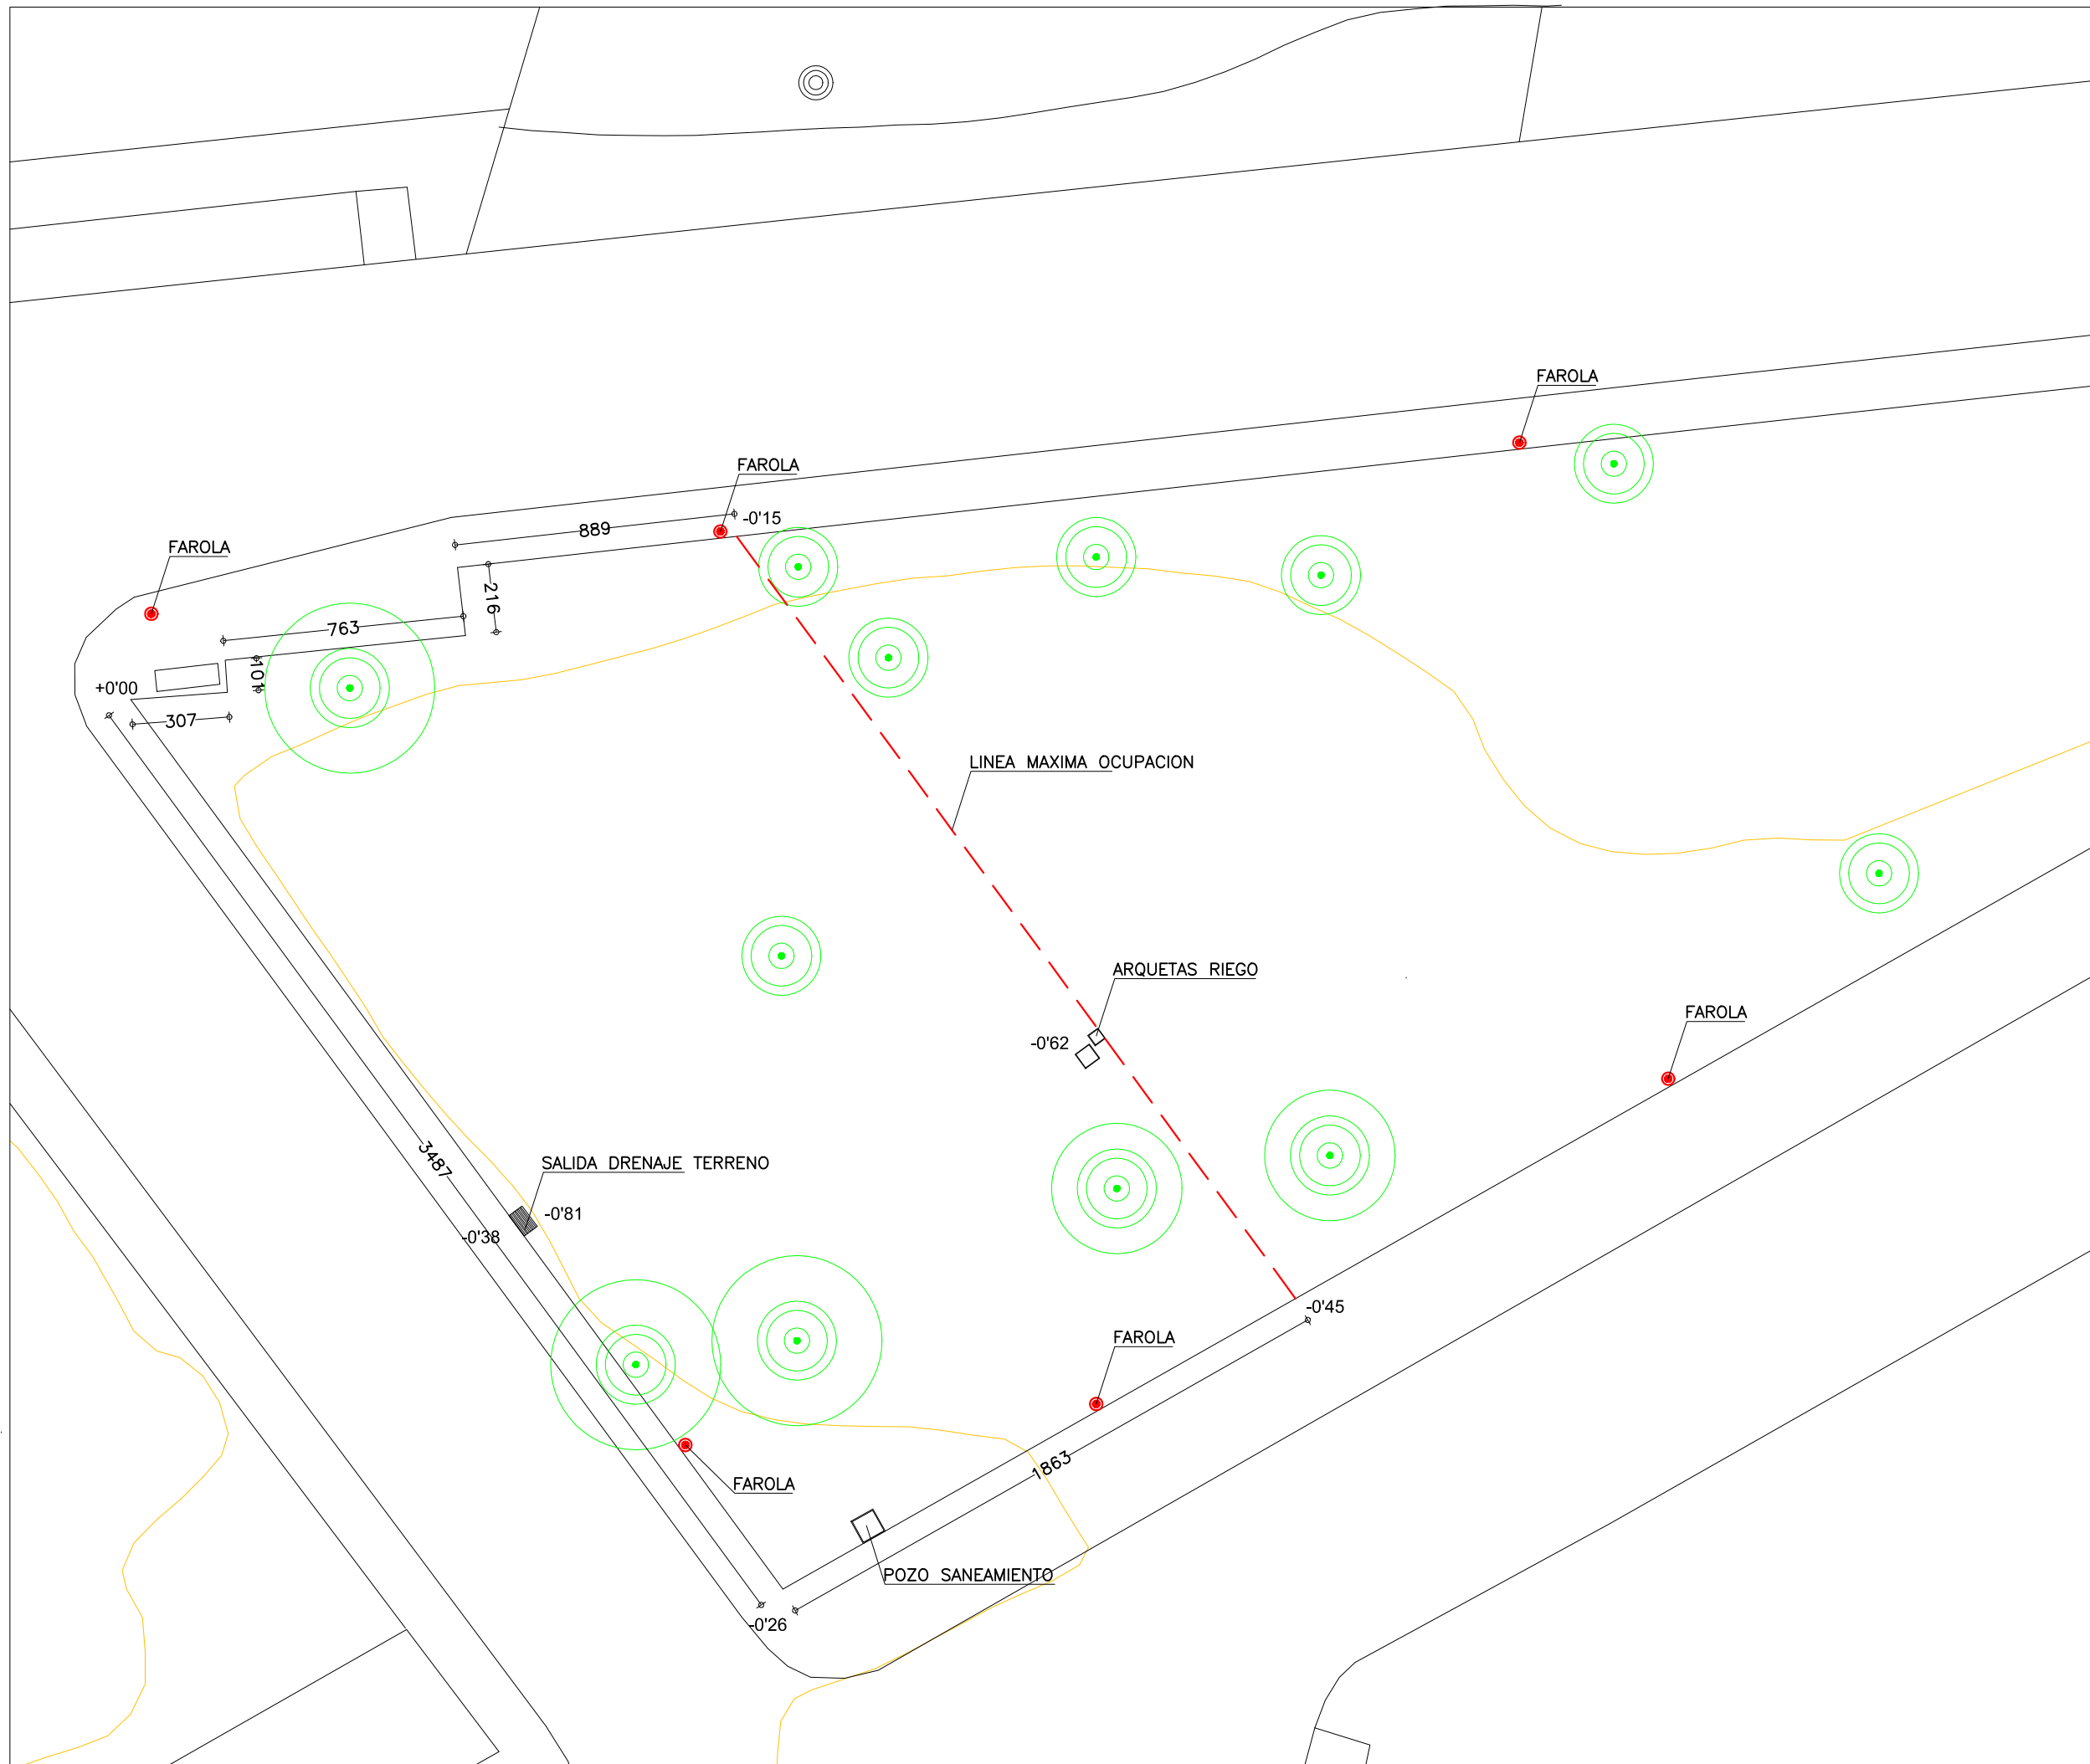 FAROLA
FAROLA
-0'15
889
FAROLA
216
763
101
+0'00
307
LINEA MAXIMA OCUPACION
ARQUETAS RIEGO
-0'62
FAROLA
3487
SALIDA DRENAJE TERRENO
-0'81
-0'38
-0'45
FAROLA
1863
FAROLA
POZO SANEAMIENTO
-0'26